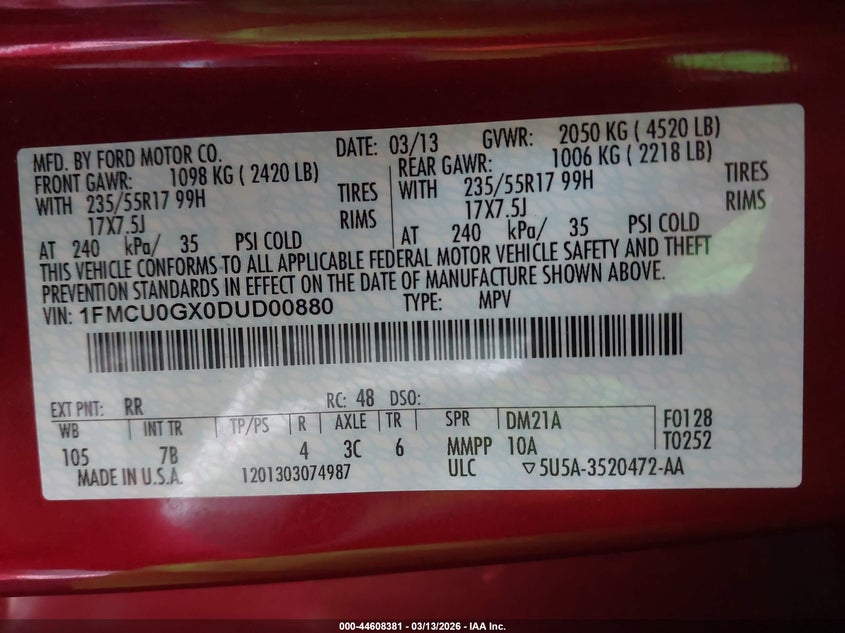 MFD. BY FORD MOTOR CO. DATE: 03/13 GVWR: 2050 KG ( 4520 LB)
FRONT GAWR: 1098 KG ( 2420 LB) REAR GAWR: 1006 KG ( 2218 LB)
WITH 235/55R17 99H TIRES WITH 235/55R17 99H TIRES
17X7.5J RIMS 17X7.5J RIMS
AT 240 kPa/ 35 PSI COLD AT 240 kPa/ 35 PSI COLD
THIS VEHICLE CONFORMS TO ALL APPLICABLE FEDERAL MOTOR VEHICLE SAFETY AND THEFT
PREVENTION STANDARDS IN EFFECT ON THE DATE OF MANUFACTURE SHOWN ABOVE.
VIN: 1FMCU0GX0DUD00880 TYPE: MPV
EXT PNT: RR RC: 48 DSO:
WB INT TR TP/PS R AXLE TR SPR DM21A F0128
105 7B 4 3C 6 MMPP 10A T0252
MADE IN U.S.A. 1201303074987 ULC ▽5U5A-3520472-AA
000-44608381 - 03/13/2026 - IAA Inc.